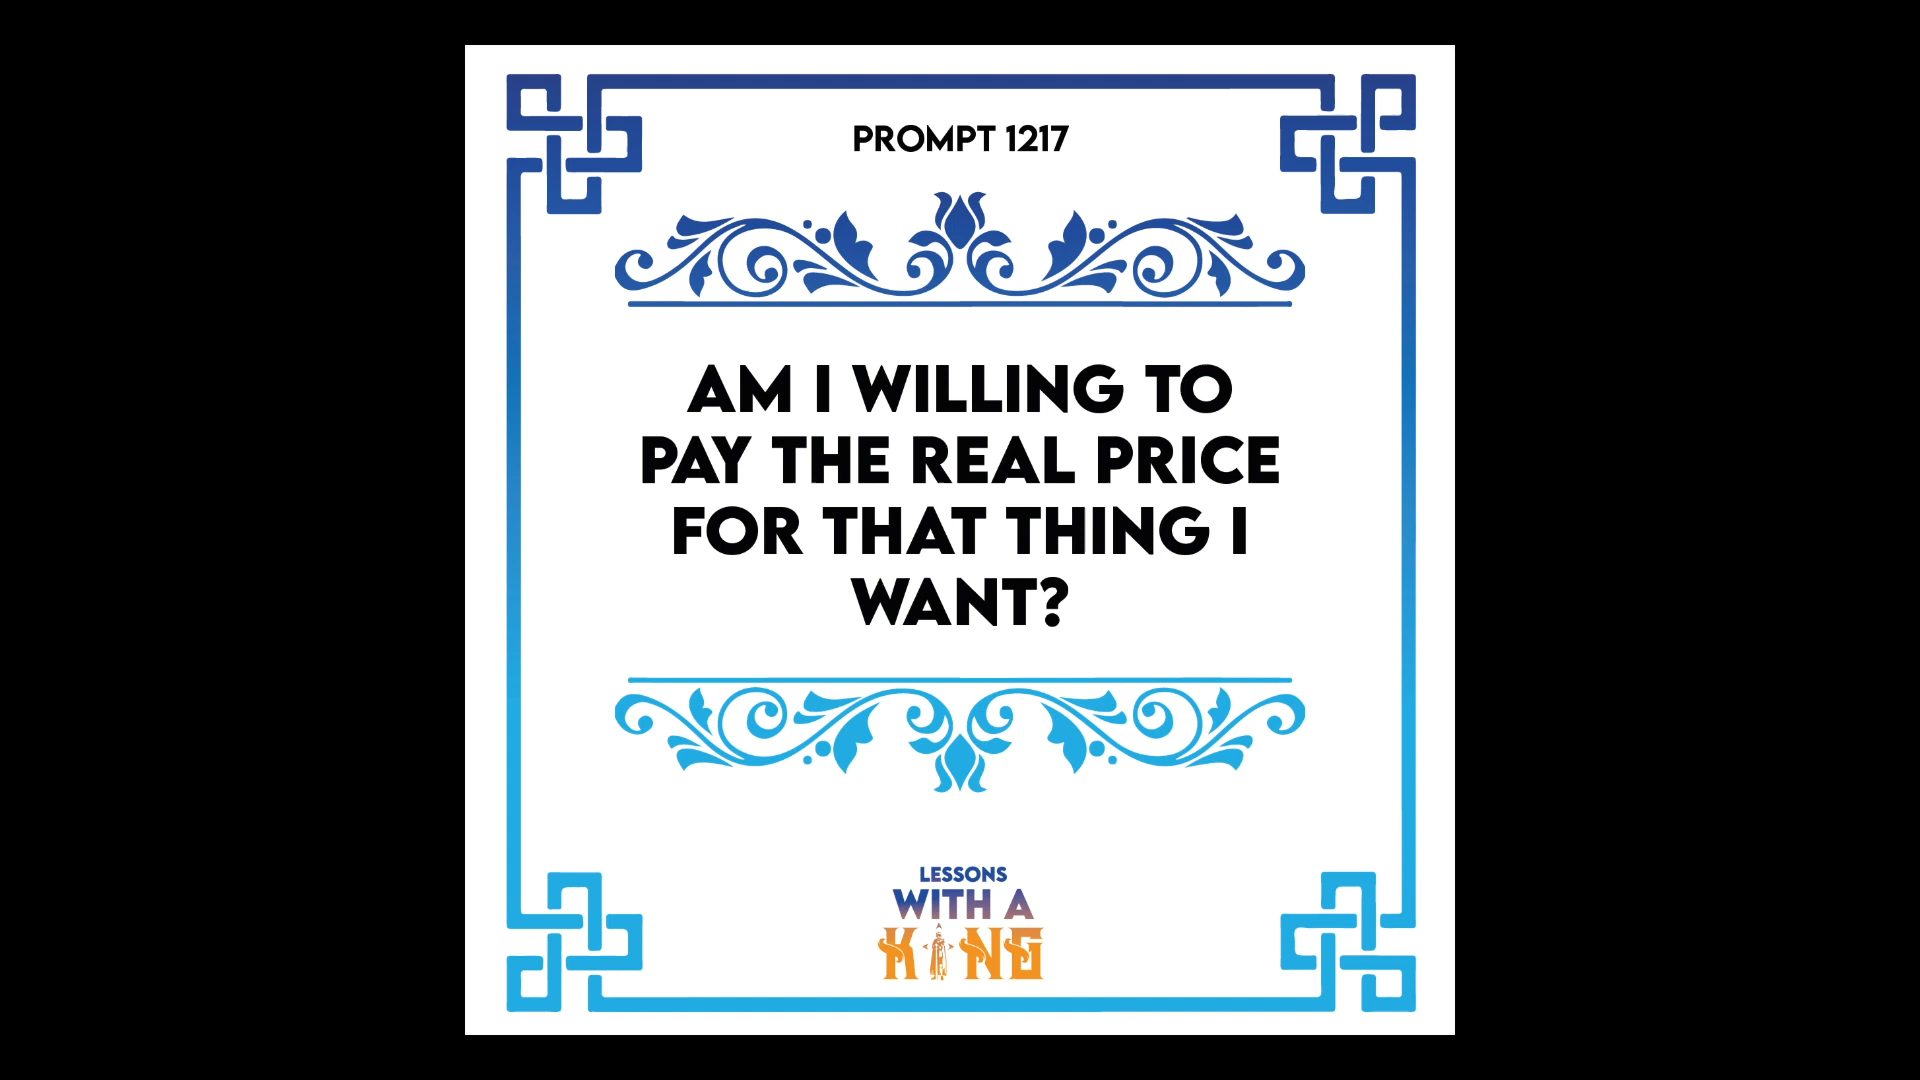 PROMPT 1217
AM I WILLING TO
PAY THE REAL PRICE
FOR THAT THING I
WANT?
LESSONS
WITH A
KING